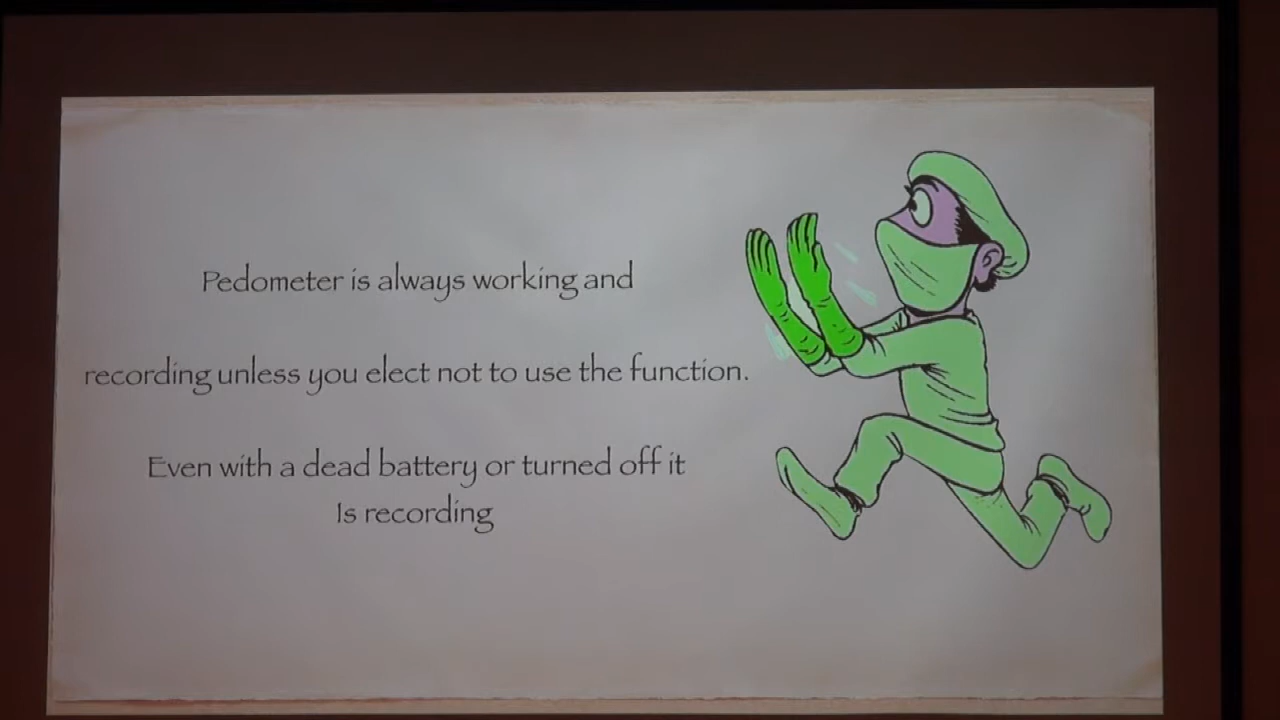 Pedometer is always working and
recording unless you elect not to use the function.
Even with a dead battery or turned off it
Is recording